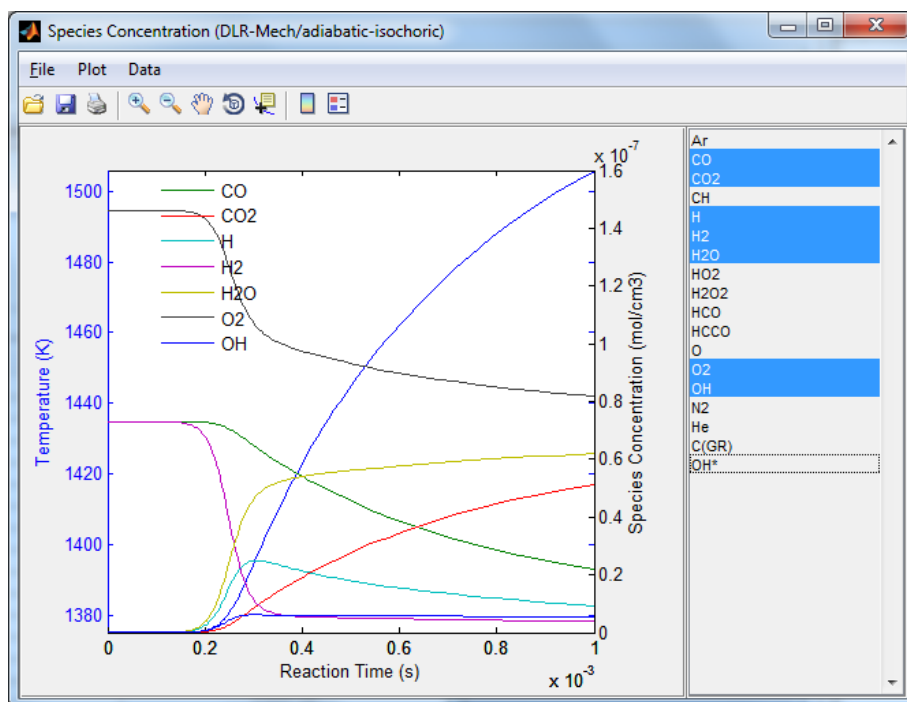 Species Concentration (DLR-Mech/adiabatic-isochoric)
File Plot Data
x 10-7
1500
1480
1460
1440
1420
1400
1380
Temperature (K)
CO
CO2
H
H2
H2O
O2
OH
1.6
1.4
1.2
1
0.8
0.6
0.4
0.2
0
Species Concentration (mol/cm3)
0 0.2 0.4 0.6 0.8 1
Reaction Time (s)
x 10-3
Ar
CO
CO2
CH
H
H2
H2O
HO2
H2O2
HCO
HCCO
O
O2
OH
N2
He
C(GR)
OH*